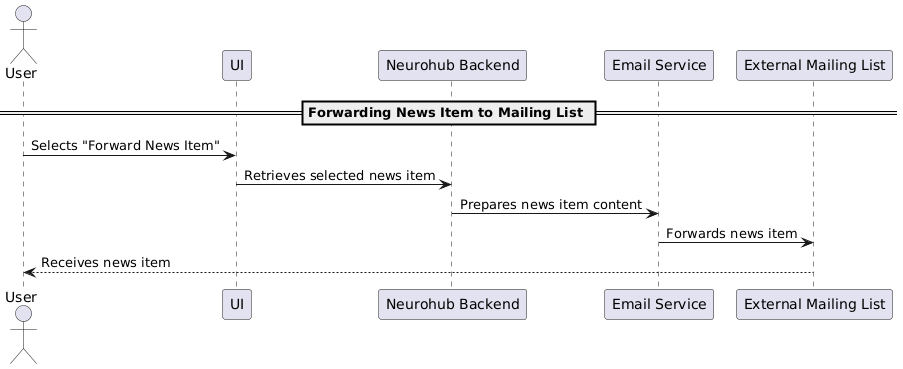 User
UI
Neurohub Backend
Email Service
External Mailing List
Forwarding News Item to Mailing List
Selects "Forward News Item"
Retrieves selected news item
Prepares news item content
Forwards news item
Receives news item
User
UI
Neurohub Backend
Email Service
External Mailing List